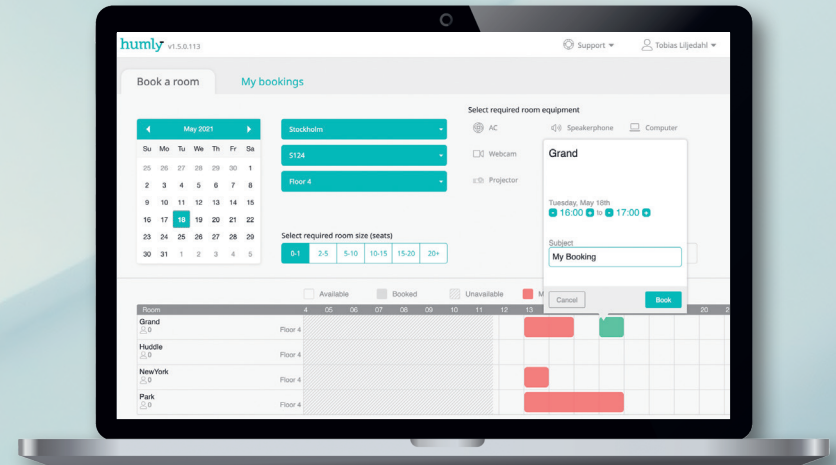 humly v1.5.0.113
Support
Tobias Liljedahl
Book a room
My bookings
Select required room equipment
May 2021
Su Mo Tu We Th Fr Sa
25 26 27 28 29 30 1
2 3 4 5 6 7 8
9 10 11 12 13 14 15
16 17 18 19 20 21 22
23 24 25 26 27 28 29
30 31 1 2 3 4 5
Stockholm
S124
Floor 4
Select required room size (seats)
0-1 2-5 5-10 10-15 15-20 20+
AC
Speakerphone
Computer
Webcam
Projector
Grand
Tuesday, May 18th
16:00 to 17:00
Subject
My Booking
Cancel
Book
Available
Booked
Unavailable
M
Room
4 05 06 07 08 09 10 11 12 13 20 2
Grand
0
Floor 4
Huddle
0
Floor 4
NewYork
0
Floor 4
Park
0
Floor 4